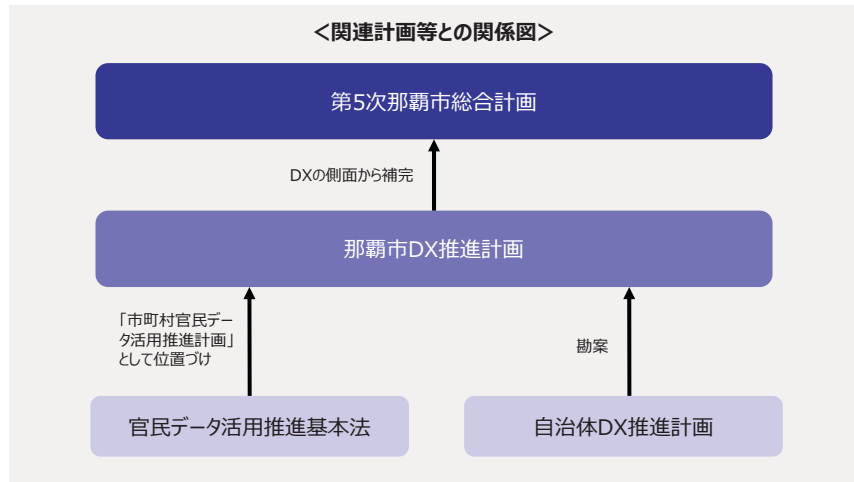 ＜関連計画等との関係図＞
第5次那覇市総合計画
DXの側面から補完
那覇市DX推進計画
「市町村官民デー
タ活用推進計画」
として位置づけ
勘案
官民データ活用推進基本法
自治体DX推進計画